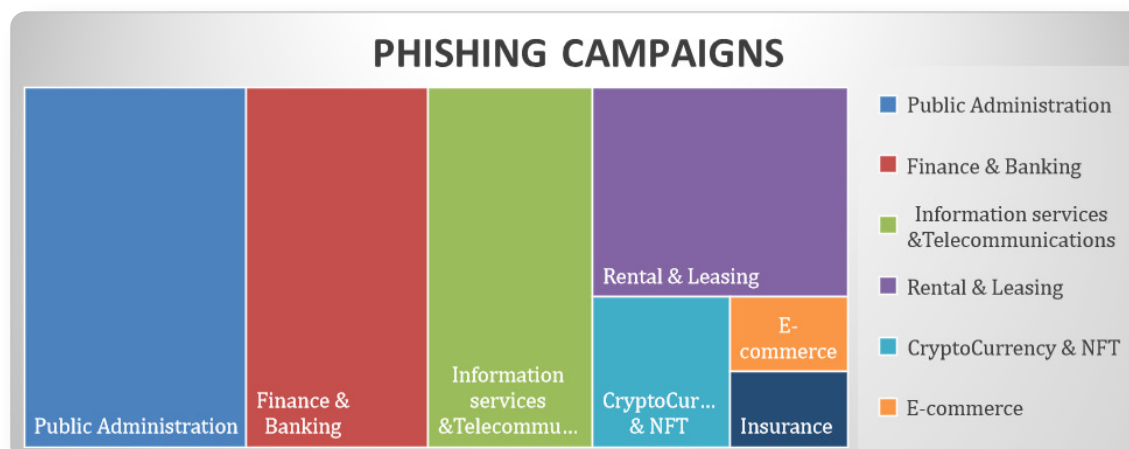 PHISHING CAMPAIGNS
Public Administration
Finance &
Banking
Information
services
&Telecommu...
Rental & Leasing
CryptoCur...
& NFT
E-
commerce
Insurance
Public Administration
Finance & Banking
Information services
&Telecommunications
Rental & Leasing
CryptoCurrency & NFT
E-commerce